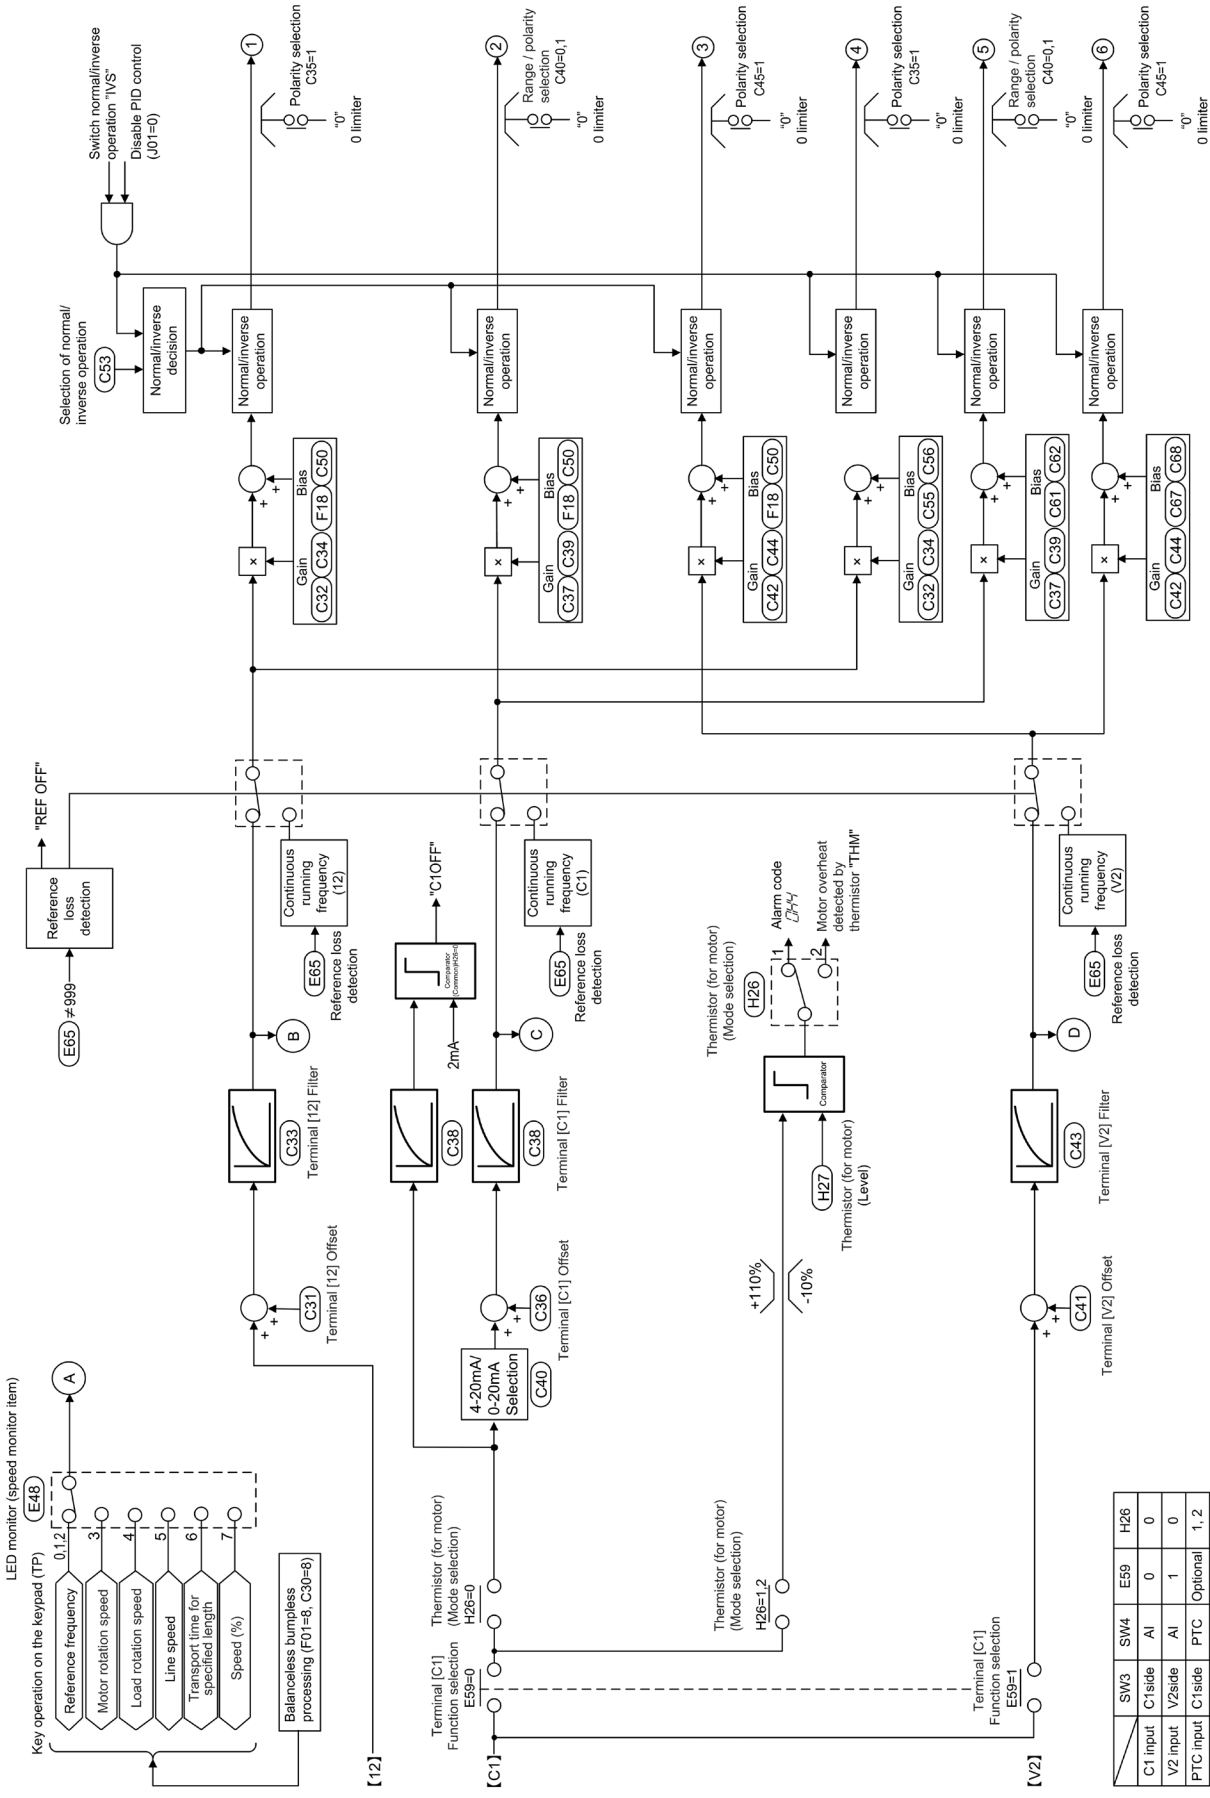 LED monitor (speed monitor item)
Key operation on the keypad (TP)
E48
Reference frequency
0,1,2
Motor rotation speed
3
Load rotation speed
4
Line speed
5
Transport time for
specified length
6
Speed (%)
7
A
Balanceless bumpless
processing (F01=8, C30=8)
E65 ≠999
Reference
loss
detection
"REF OFF"
Switch normal/inverse
operation "IVS"
Disable PID control
(J01=0)
Selection of normal/
inverse operation
C53
Normal/inverse
decision
【12】
+
+
C31
Terminal [12] Offset
C33
Terminal [12] Filter
B
E65
Reference loss
detection
Continuous
running
frequency
(12)
×
Gain
C32 C34
+
+
Bias
F18 C50
Normal/inverse
operation
1
Polarity selection
C35=1
"0"
0 limiter
【C1】
Terminal [C1]
Function selection
E59=0
Thermistor (for motor)
(Mode selection)
H26=0
4-20mA/
0-20mA
Selection
C40
+
+
C36
Terminal [C1] Offset
C38
C38
Terminal [C1] Filter
2mA
Comparator
(Common)H26=0
"C1OFF"
C
E65
Reference loss
detection
Continuous
running
frequency
(C1)
×
Gain
C37 C39
+
+
Bias
F18 C50
Normal/inverse
operation
2
Range / polarity
selection
C40=0,1
"0"
0 limiter
×
Gain
C42 C44
+
+
Bias
F18 C50
Normal/inverse
operation
3
Polarity selection
C45=1
"0"
0 limiter
Thermistor (for motor)
(Mode selection)
H26=1,2
+110%
-10%
H27
Thermistor (for motor)
(Level)
Comparator
Thermistor (for motor)
(Mode selection)
H26
1
2
Alarm code
0H4
Motor overheat
detected by
thermistor "THM"
×
Gain
C32 C34
+
+
Bias
C55 C56
Normal/inverse
operation
4
Polarity selection
C35=1
"0"
0 limiter
×
Gain
C37 C39
+
+
Bias
C61 C62
Normal/inverse
operation
5
Range / polarity
selection
C40=0,1
"0"
0 limiter
【V2】
Terminal [C1]
Function selection
E59=1
+
+
C41
Terminal [V2] Offset
C43
Terminal [V2] Filter
D
E65
Reference loss
detection
Continuous
running
frequency
(V2)
×
Gain
C42 C44
+
+
Bias
C67 C68
Normal/inverse
operation
6
Polarity selection
C45=1
"0"
0 limiter
SW3 SW4 E59 H26
C1 input C1side AI 0 0
V2 input V2side AI 1 0
PTC input C1side PTC Optional 1, 2